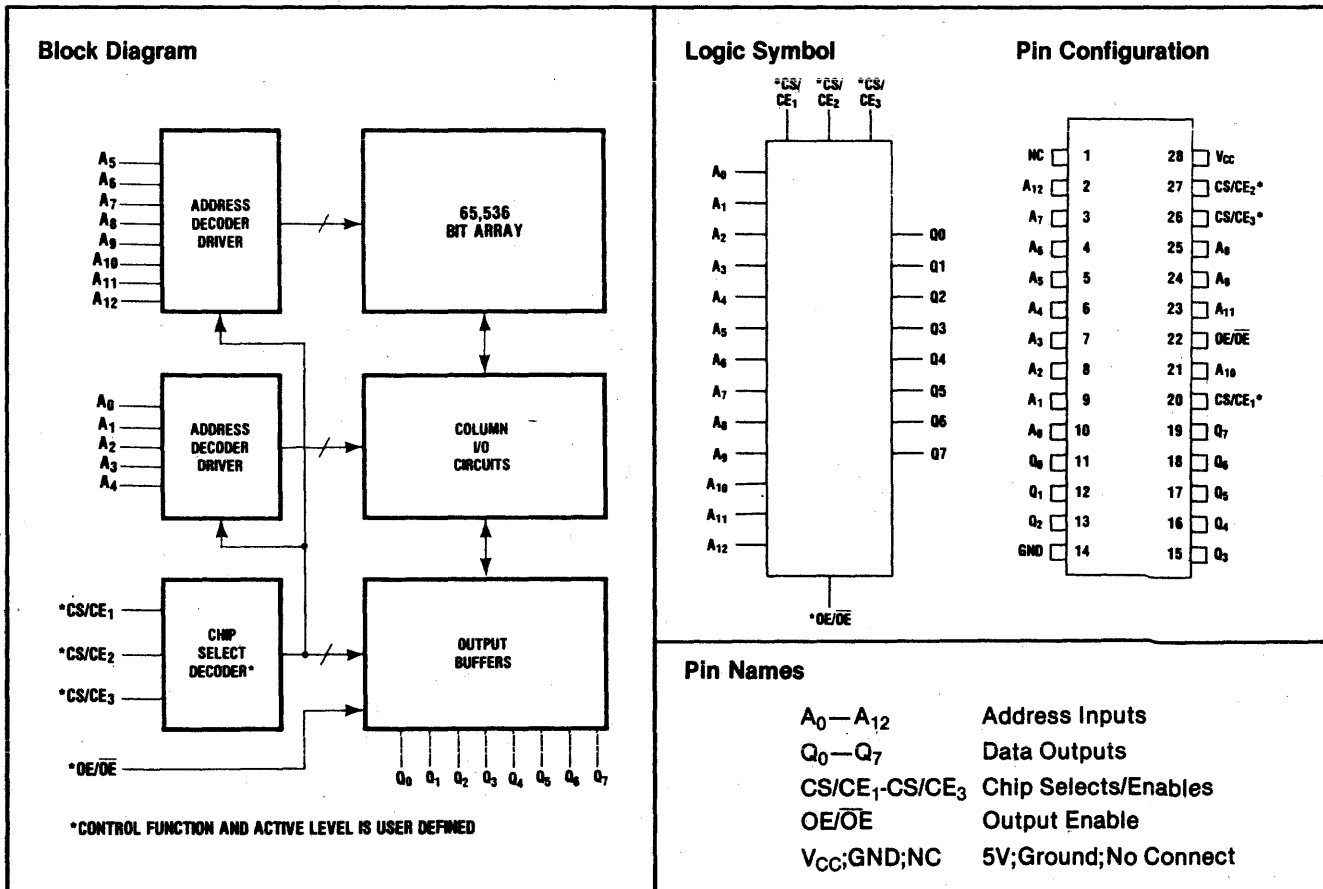 Block Diagram
A5
A6
A7
A8
A9
A10
A11
A12
ADDRESS
DECODER
DRIVER
65,536
BIT ARRAY
A0
A1
A2
A3
A4
ADDRESS
DECODER
DRIVER
COLUMN
I/O
CIRCUITS
*CS/CE1
*CS/CE2
*CS/CE3
CHIP
SELECT
DECODER*
OUTPUT
BUFFERS
*OE/O̅E̅
Q0 Q1 Q2 Q3 Q4 Q5 Q6 Q7
*CONTROL FUNCTION AND ACTIVE LEVEL IS USER DEFINED
Logic Symbol
*CS/ *CS/ *CS/
CE1 CE2 CE3
A0
A1
A2
A3
A4
A5
A6
A7
A8
A9
A10
A11
A12
Q0
Q1
Q2
Q3
Q4
Q5
Q6
Q7
*OE/O̅E̅
Pin Configuration
NC 1 28 VCC
A12 2 27 CS/CE2*
A7 3 26 CS/CE3*
A6 4 25 A8
A5 5 24 A9
A4 6 23 A11
A3 7 22 OE/O̅E̅
A2 8 21 A10
A1 9 20 CS/CE1*
A0 10 19 Q7
Q0 11 18 Q6
Q1 12 17 Q5
Q2 13 16 Q4
GND 14 15 Q3
Pin Names
A0—A12 Address Inputs
Q0—Q7 Data Outputs
CS/CE1-CS/CE3 Chip Selects/Enables
OE/O̅E̅ Output Enable
VCC;GND;NC 5V;Ground;No Connect